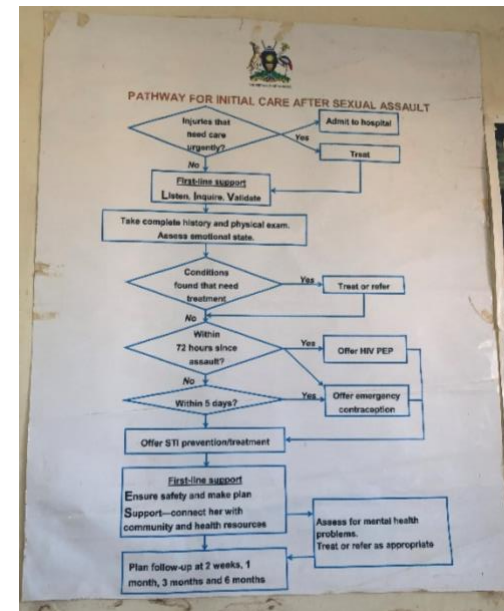 PATHWAY FOR INITIAL CARE AFTER SEXUAL ASSAULT
Injuries that
need care
urgently?
Yes
Admit to hospital
Treat
No
First-line support
Listen, Inquire, Validate
Take complete history and physical exam.
Assess emotional state.
Conditions
found that need
treatment
Yes
Treat or refer
No
Within
72 hours since
assault?
Yes
Offer HIV PEP
No
Within 5 days?
Yes
Offer emergency
contraception
Offer STI prevention/treatment
First-line support
Ensure safety and make plan
Support—connect her with
community and health resources
Assess for mental health
problems.
Treat or refer as appropriate
Plan follow-up at 2 weeks, 1
month, 3 months and 6 months